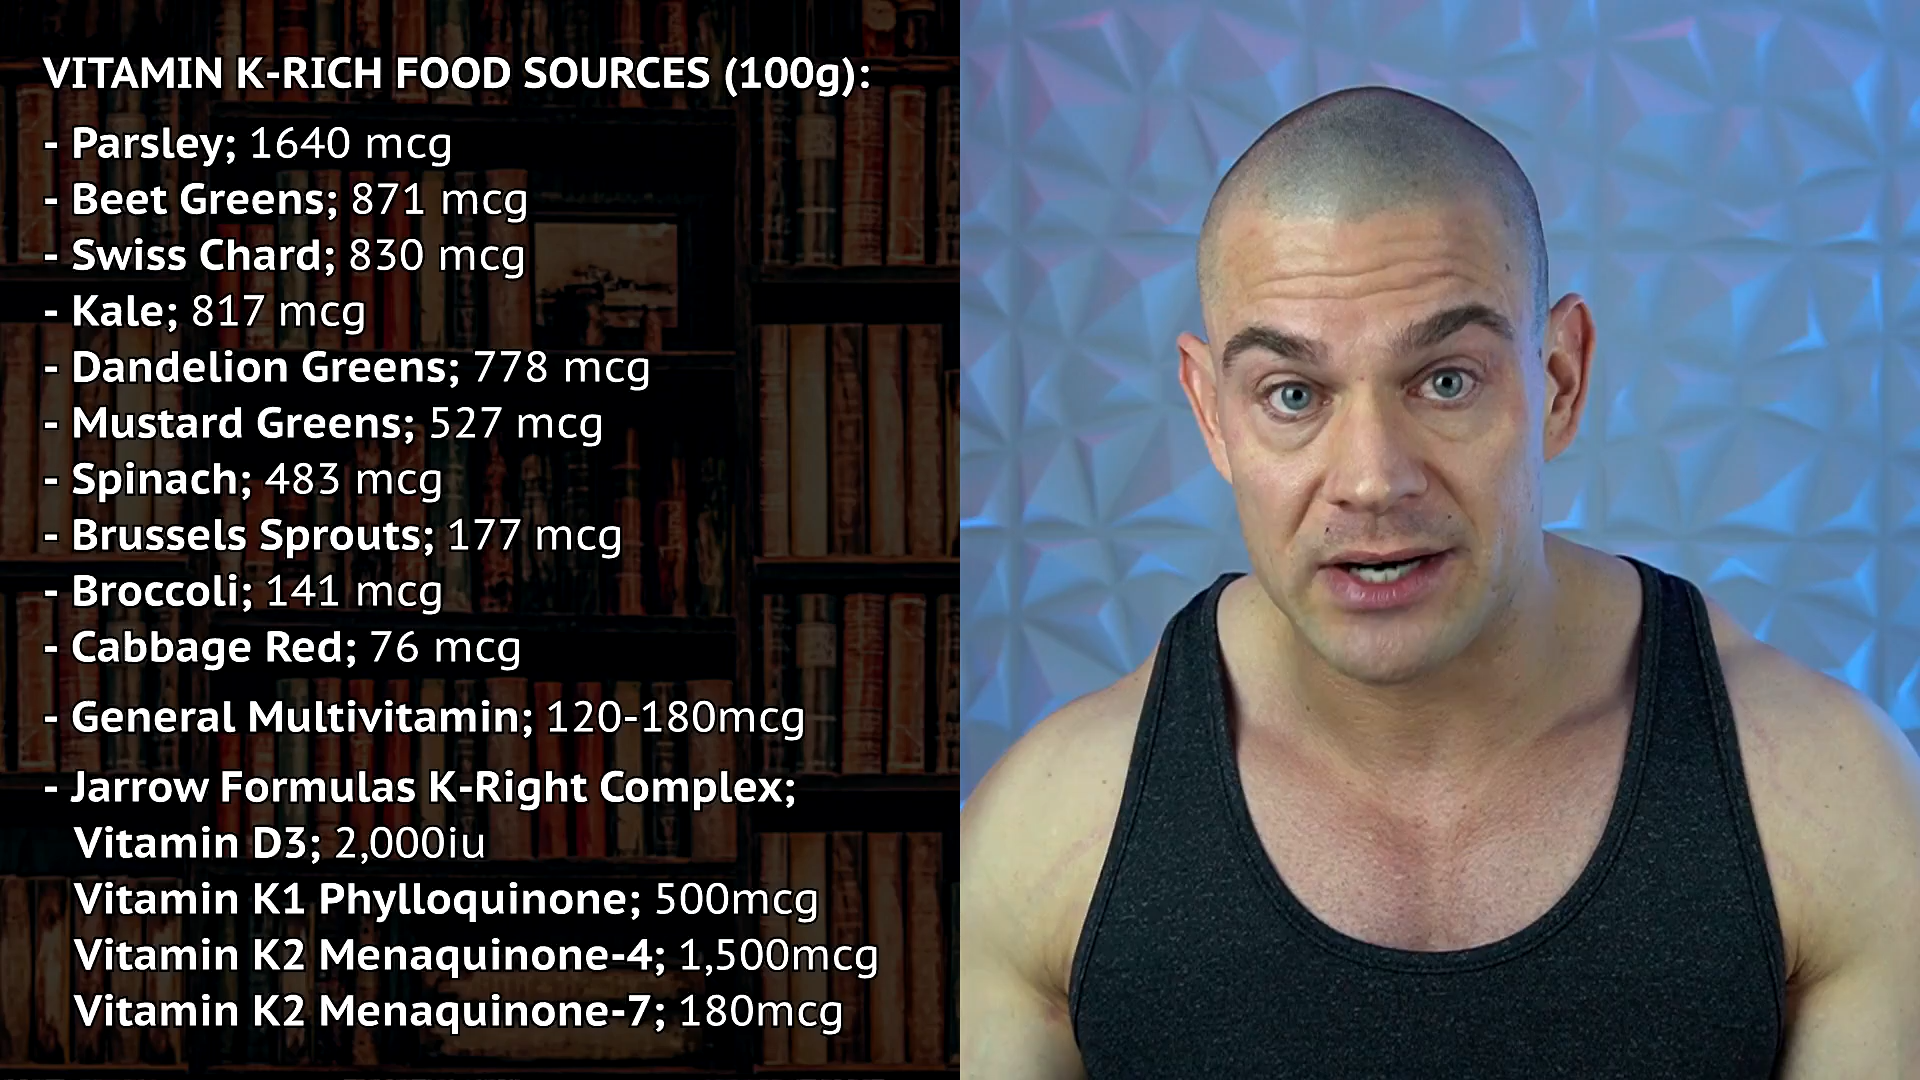 VITAMIN K-RICH FOOD SOURCES (100g):
- Parsley; 1640 mcg
- Beet Greens; 871 mcg
- Swiss Chard; 830 mcg
- Kale; 817 mcg
- Dandelion Greens; 778 mcg
- Mustard Greens; 527 mcg
- Spinach; 483 mcg
- Brussels Sprouts; 177 mcg
- Broccoli; 141 mcg
- Cabbage Red; 76 mcg
- General Multivitamin; 120-180mcg
- Jarrow Formulas K-Right Complex;
Vitamin D3; 2,000iu
Vitamin K1 Phylloquinone; 500mcg
Vitamin K2 Menaquinone-4; 1,500mcg
Vitamin K2 Menaquinone-7; 180mcg